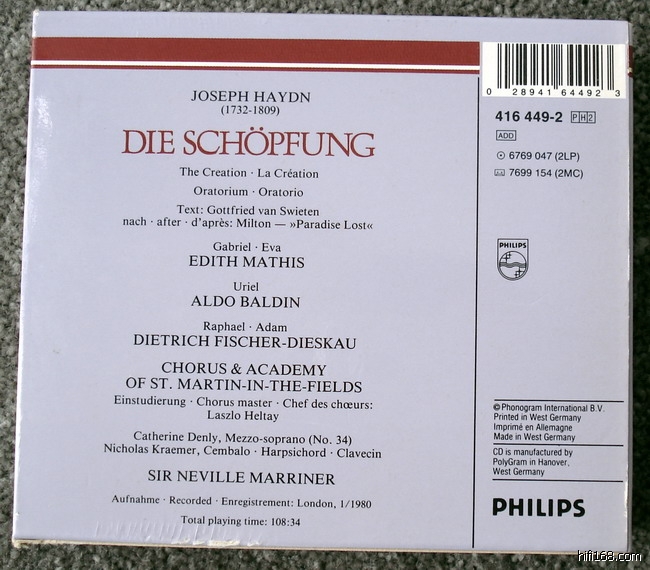 JOSEPH HAYDN
(1732-1809)
DIE SCHÖPFUNG
The Creation · La Création
Oratorium · Oratorio
Text: Gottfried van Swieten
nach · after · d'après: Milton — »Paradise Lost«
Gabriel · Eva
EDITH MATHIS
Uriel
ALDO BALDIN
Raphael · Adam
DIETRICH FISCHER-DIESKAU
CHORUS & ACADEMY
OF ST. MARTIN-IN-THE-FIELDS
Einstudierung · Chorus master · Chef des chœurs:
Laszlo Heltay
Catherine Denly, Mezzo-soprano (No. 34)
Nicholas Kraemer, Cembalo · Harpsichord · Clavecin
SIR NEVILLE MARRINER
Aufnahme · Recorded · Enregistrement: London, 1/1980
Total playing time: 108:34
0 28941 64492 3
416 449-2 PH2
ADD
6769 047 (2LP)
7699 154 (2MC)
PHILIPS
© Phonogram International B.V.
Printed in West Germany
Imprimé en Allemagne
Made in West Germany
CD is manufactured by
PolyGram in Hanover,
West Germany
PHILIPS
hifi168.com